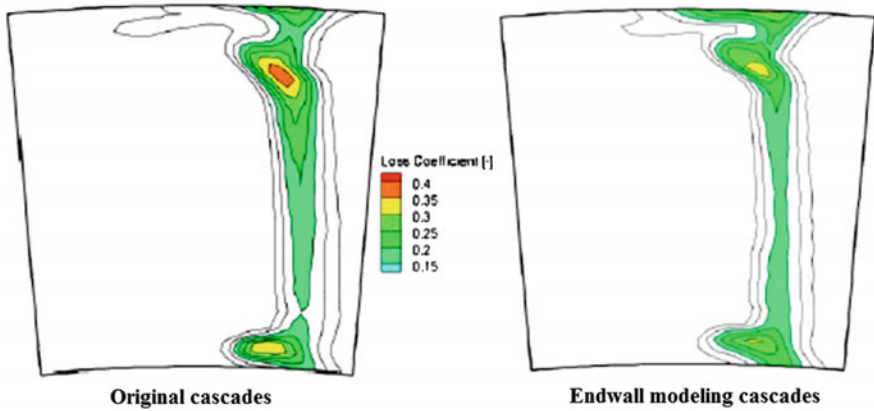 Loss Coefficient [-]
0.4
0.35
0.3
0.25
0.2
0.15
Original cascades
Endwall modeling cascades